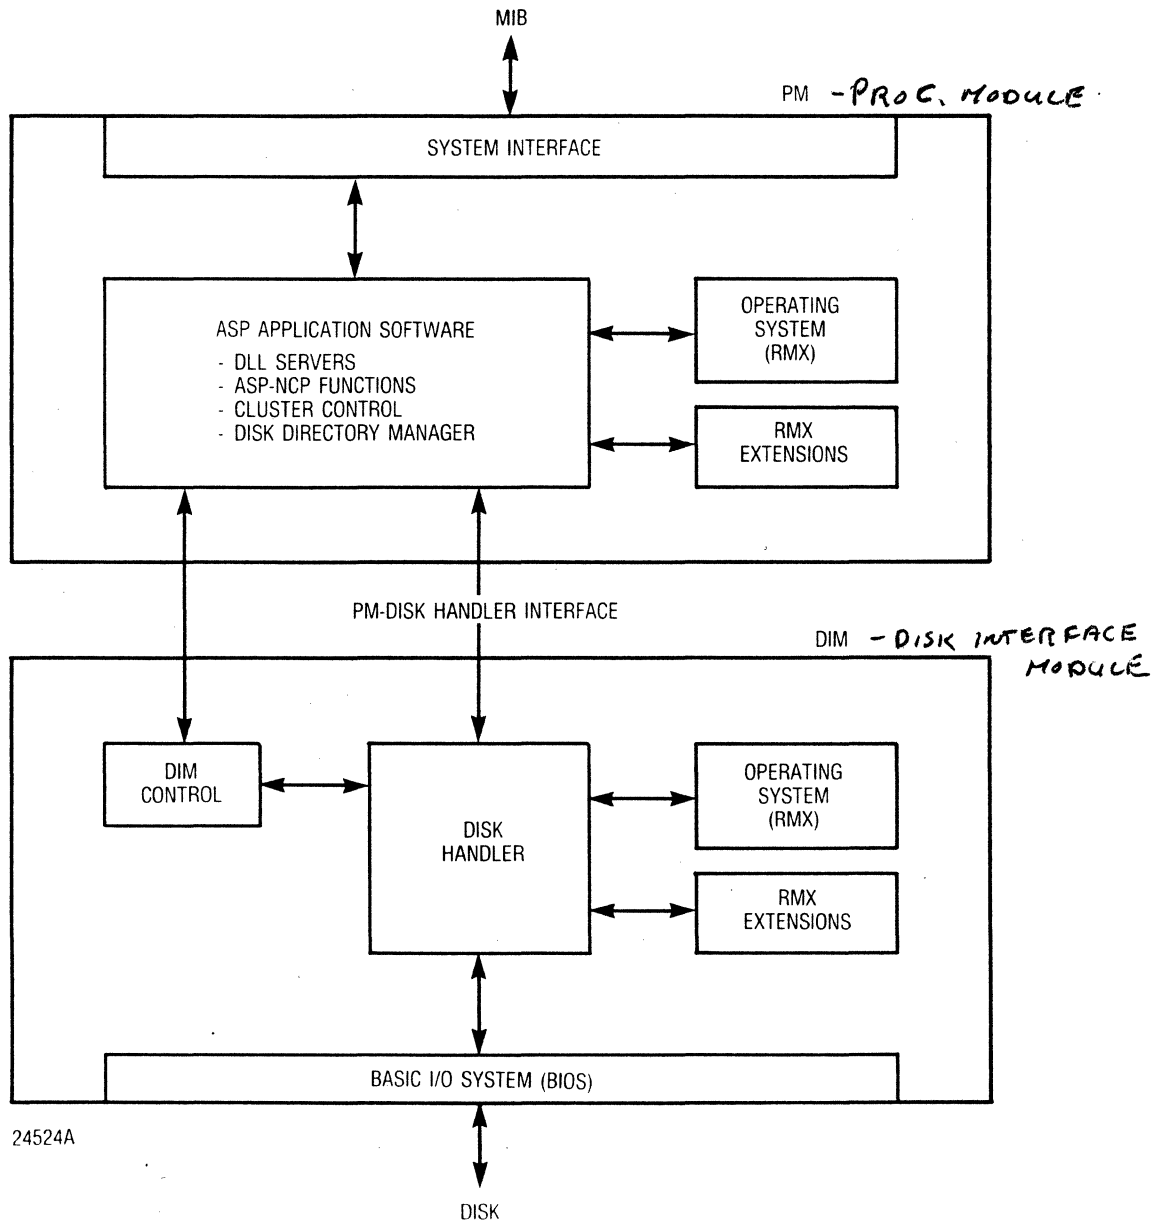 MIB
PM - PROC. MODULE
SYSTEM INTERFACE
ASP APPLICATION SOFTWARE
- DLL SERVERS
- ASP-NCP FUNCTIONS
- CLUSTER CONTROL
- DISK DIRECTORY MANAGER
OPERATING
SYSTEM
(RMX)
RMX
EXTENSIONS
PM-DISK HANDLER INTERFACE
DIM - DISK INTERFACE
MODULE
DIM
CONTROL
DISK
HANDLER
OPERATING
SYSTEM
(RMX)
RMX
EXTENSIONS
BASIC I/O SYSTEM (BIOS)
24524A
DISK